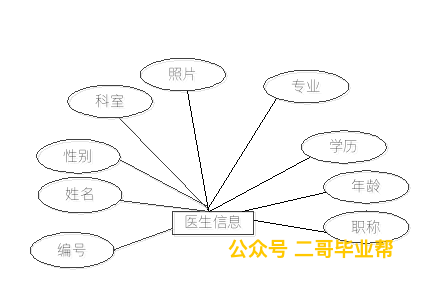 照片
专业
科室
学历
性别
年龄
姓名
医生信息
职称
编号
公众号 二哥毕业帮